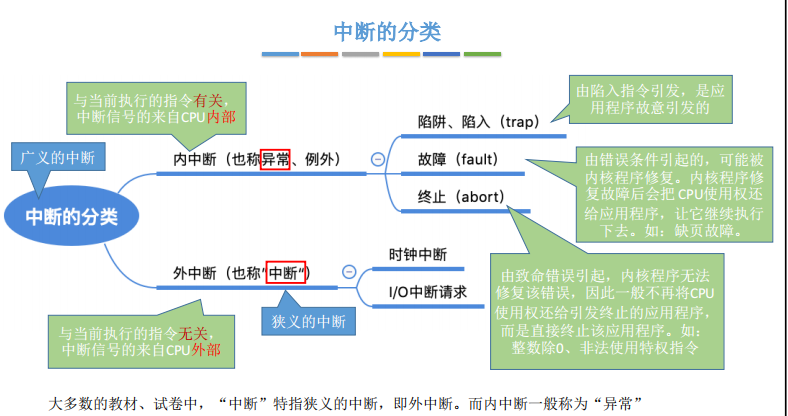 中断的分类
与当前执行的指令有关,
中断信号的来自CPU内部
由陷入指令引发，是应
用程序故意引发的
广义的中断
中断的分类
内中断（也称异常、例外）
陷阱、陷入（trap）
故障（fault）
终止（abort）
由错误条件引起的，可能被
内核程序修复。内核程序修
复故障后会把 CPU使用权还
给应用程序，让它继续执行
下去。如：缺页故障。
外中断（也称“中断”）
时钟中断
I/O中断请求
狭义的中断
与当前执行的指令无关,
中断信号的来自CPU外部
由致命错误引起，内核程序无法
修复该错误，因此一般不再将CPU
使用权还给引发终止的应用程序，
而是直接终止该应用程序。如：
整数除0、非法使用特权指令
大多数的教材、试卷中，“中断”特指狭义的中断，即外中断。而内中断一般称为“异常”